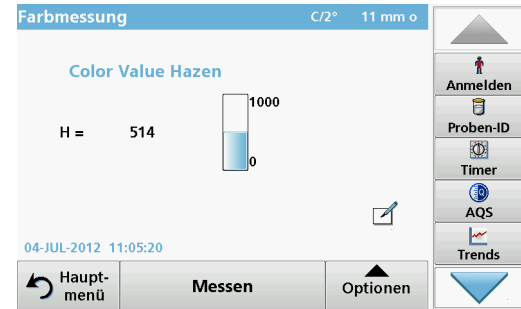 Farbmessung C/2° 11 mm o
Color Value Hazen
1000
H = 514
0
04-JUL-2012 11:05:20
Haupt-
menü
Messen
Optionen
Anmelden
Proben-ID
Timer
AQS
Trends